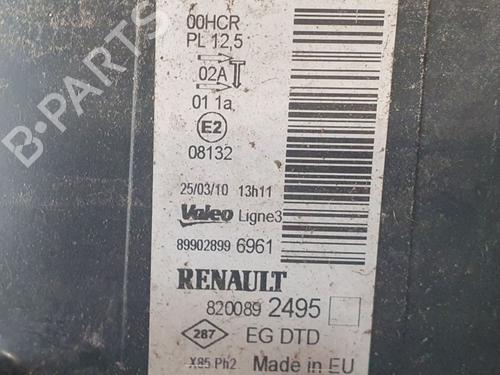 00HCR
PL 12,5
02A
01 1a
E2
08132
25/03/10 13h11
Valeo Ligne3
89902899 6961
RENAULT
820089 2495
287 EG DTD
X85 Ph2 Made in EU
B-PARTS
B-PARTS